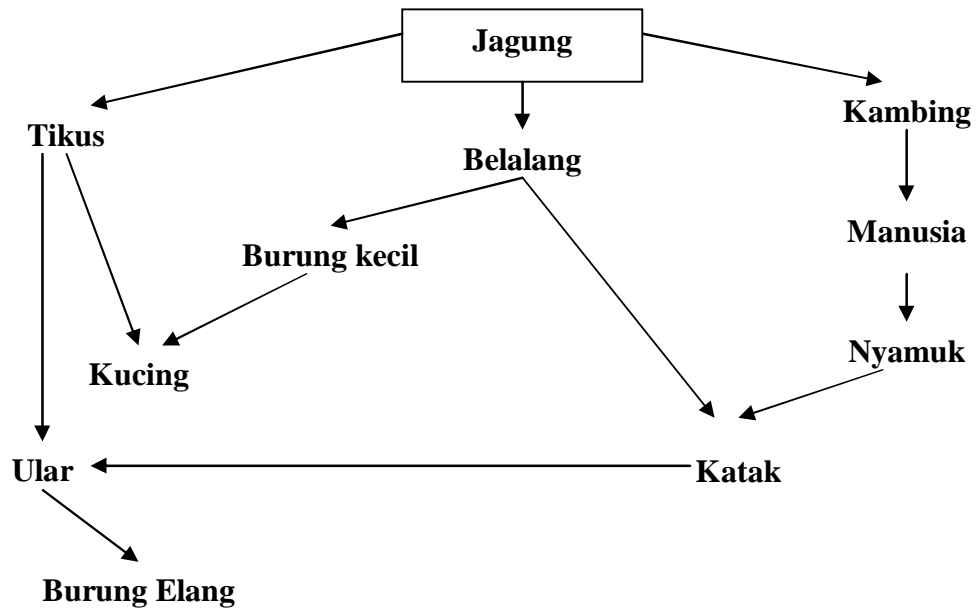 Jagung
Kambing
Tikus
Belalang
Manusia
Burung kecil
Nyamuk
Kucing
Ular
Katak
Burung Elang